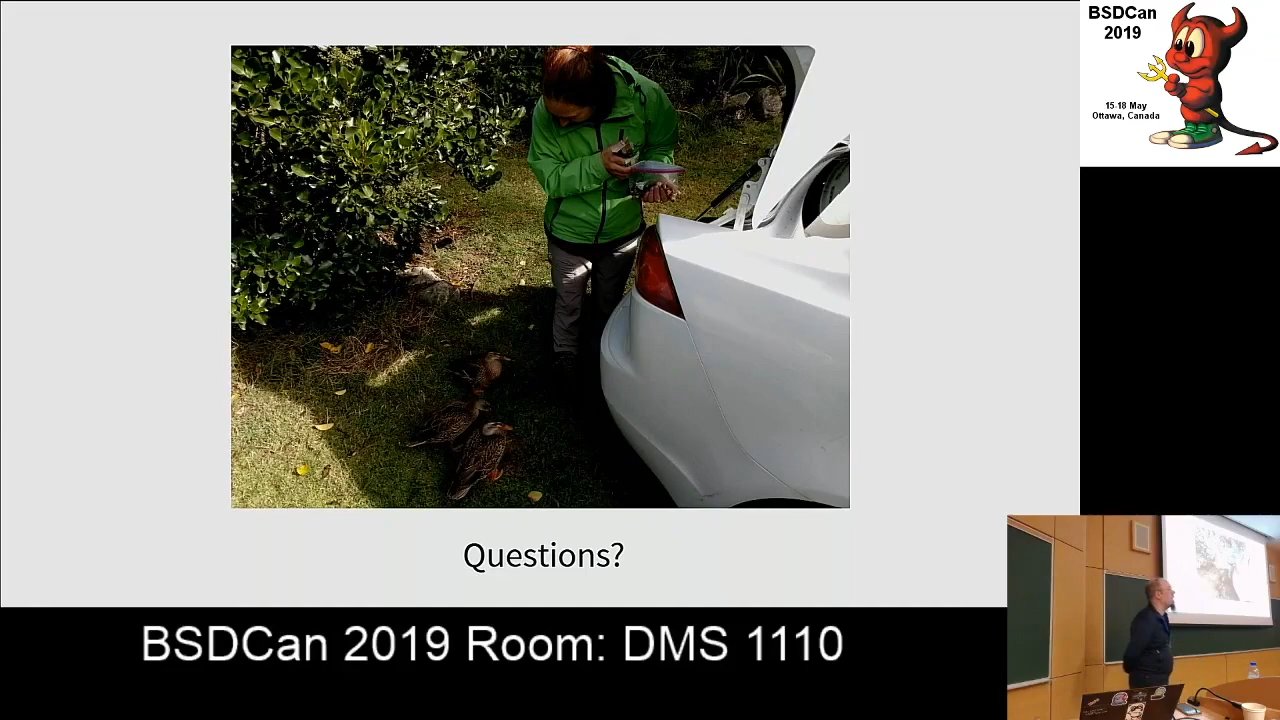 BSDCan
2019
15-18 May
Ottawa, Canada
Questions?
BSDCan 2019 Room: DMS 1110